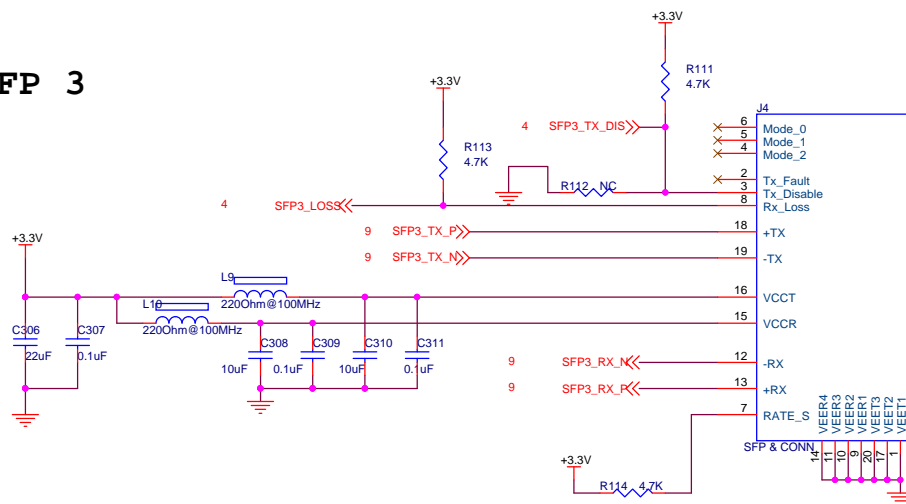 FP 3
+3.3V
R111
4.7K
+3.3V
J4
4 SFP3_TX_DIS
R113
4.7K
6 Mode_0
5 Mode_1
4 Mode_2
2 Tx_Fault
R112 NC
3 Tx_Disable
4 SFP3_LOSS
8 Rx_Loss
9 SFP3_TX_P
18 +TX
+3.3V
9 SFP3_TX_N
19 -TX
L9
220Ohm@100MHz
16 VCCT
L10
220Ohm@100MHz
15 VCCR
C306
22uF
C307
0.1uF
C308
10uF
C309
0.1uF
C310
10uF
C311
0.1uF
9 SFP3_RX_N
12 -RX
9 SFP3_RX_P
13 +RX
7 RATE_S
VEER4
VEER3
VEER2
VEER1
VEET3
VEET2
VEET1
SFP & CONN
14
11
10
9
20
17
1
+3.3V
R114 4.7K